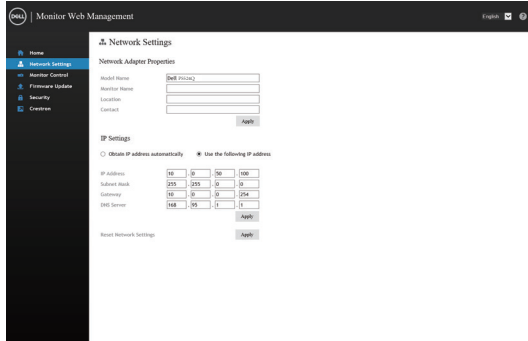 DELL | Monitor Web Management
English
Home
Network Settings
Monitor Control
Firmware Update
Security
Crestron
Network Settings
Network Adapter Properties
Model Name Dell
Monitor Name
Location
Contact
Apply
IP Settings
Obtain IP address automatically Use the following IP address
IP Address 10 . 0 . 50 . 100
Subnet Mask 255 . 255 . 0 . 0
Gateway 10 . 0 . 0 . 254
DNS Server 168 . 95 . 1 . 1
Apply
Reset Network Settings Apply